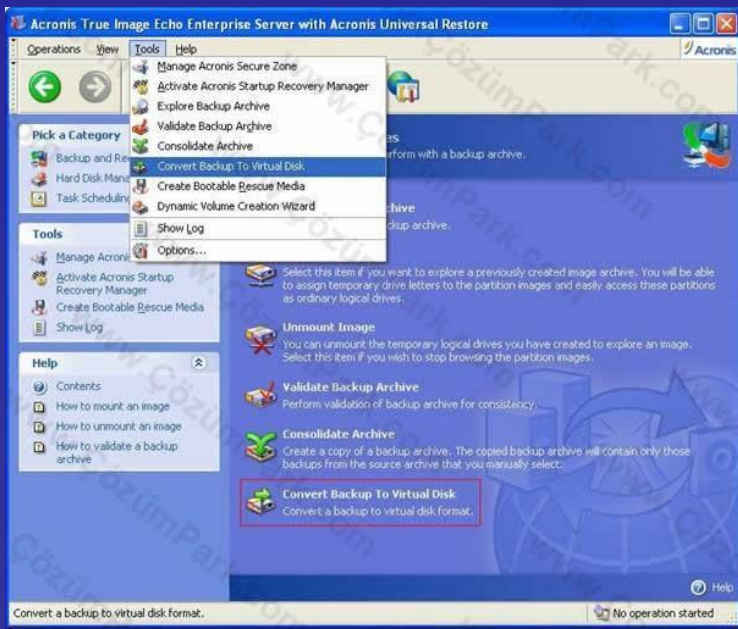 Acronis True Image Echo Enterprise Server with Acronis Universal Restore
Operations View Tools Help
Acronis
Manage Acronis Secure Zone
Activate Acronis Startup Recovery Manager
Explore Backup Archive
Validate Backup Archive
Consolidate Archive
Convert Backup To Virtual Disk
Create Bootable Rescue Media
Dynamic Volume Creation Wizard
Show Log
Options...
Pick a Category
Backup and Re
Hard Disk Mana
Task Scheduling
Tools
Manage Acroni
Activate Acronis Startup
Recovery Manager
Create Bootable Rescue Media
Show Log
Help
Contents
How to mount an image
How to unmount an image
How to validate a backup
archive
es
rform with a backup archive.
chive
ckup archive.
Select this item if you want to explore a previously created image archive. You will be able
to assign temporary drive letters to the partition images and easily access these partitions
as ordinary logical drives.
Unmount Image
You can unmount the temporary logical drives you have created to explore an image.
Select this item if you wish to stop browsing the partition images.
Validate Backup Archive
Perform validation of backup archive for consistency.
Consolidate Archive
Create a copy of a backup archive. The copied backup archive will contain only those
backups from the source archive that you manually select.
Convert Backup To Virtual Disk
Convert a backup to virtual disk format.
Help
Convert a backup to virtual disk format.
No operation started
www.ÇözümPark.com